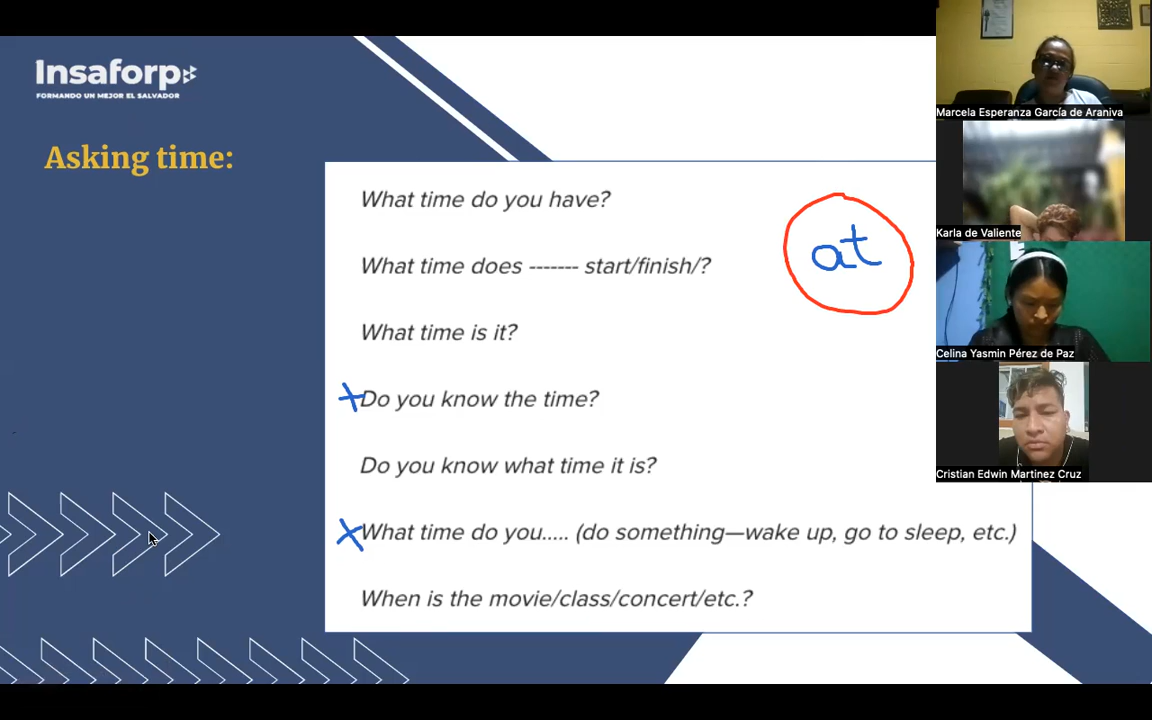 Insaforp
FORMANDO UN MEJOR EL SALVADOR
Asking time:
What time do you have?
What time does ------- start/finish/?
What time is it?
Do you know the time?
Do you know what time it is?
What time do you..... (do something—wake up, go to sleep, etc.)
When is the movie/class/concert/etc.?
at
Marcela Esperanza García de Araniva
Karla de Valiente
Celina Yasmin Pérez de Paz
Cristian Edwin Martinez Cruz